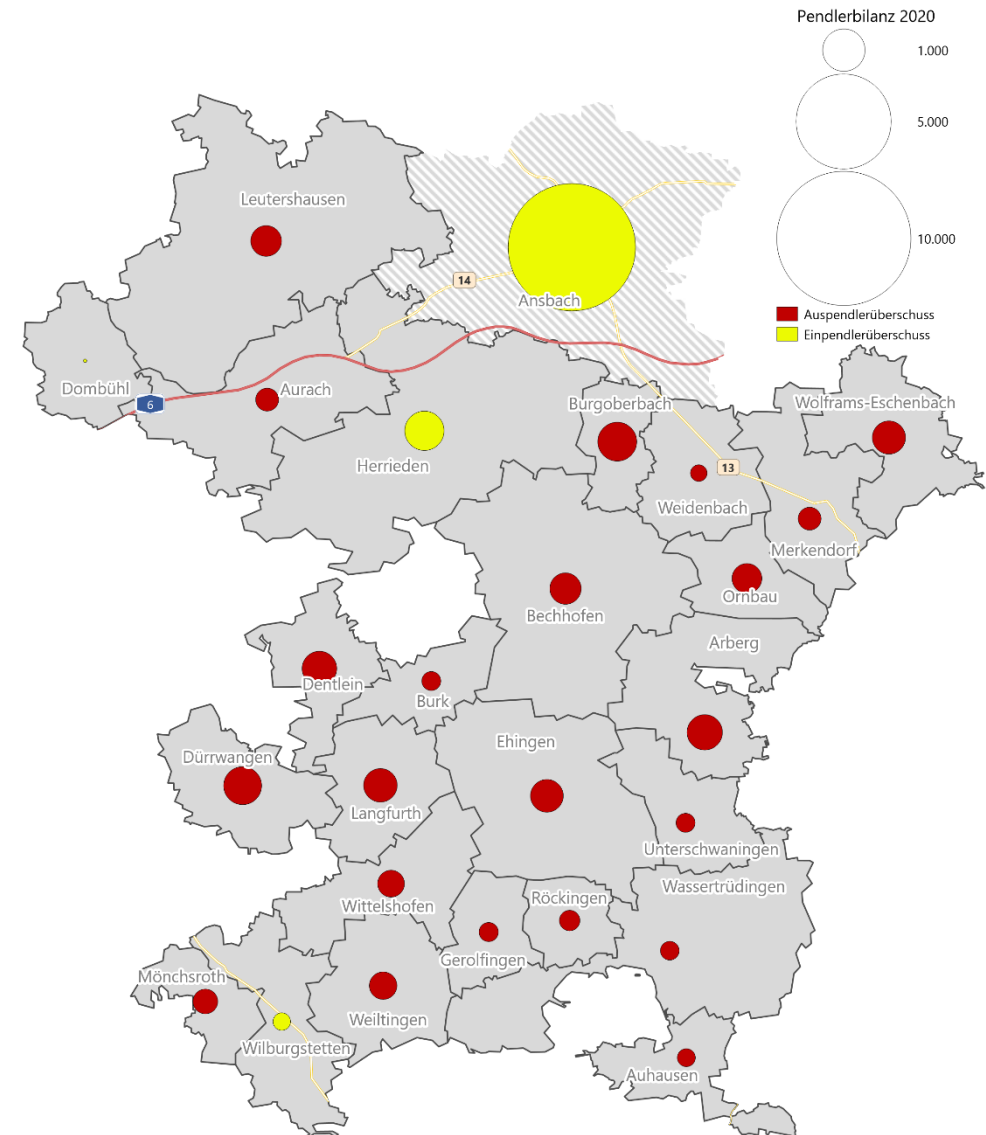 Pendlerbilanz 2020
1.000
5.000
10.000
Auspendlerüberschuss
Einpendlerüberschuss
Leutershausen
14
Ansbach
Dombühl
6
Aurach
Burgoberbach
Wolframs-Eschenbach
Herrieden
13
Weidenbach
Merkendorf
Ornbau
Bechhofen
Arberg
Dentlein
Burk
Ehingen
Dürrwangen
Langfurth
Unterschwaningen
Wassertrüdingen
Röckingen
Wittelshofen
Gerolfingen
Mönchsroth
Weiltingen
Wilburgstetten
Auhausen